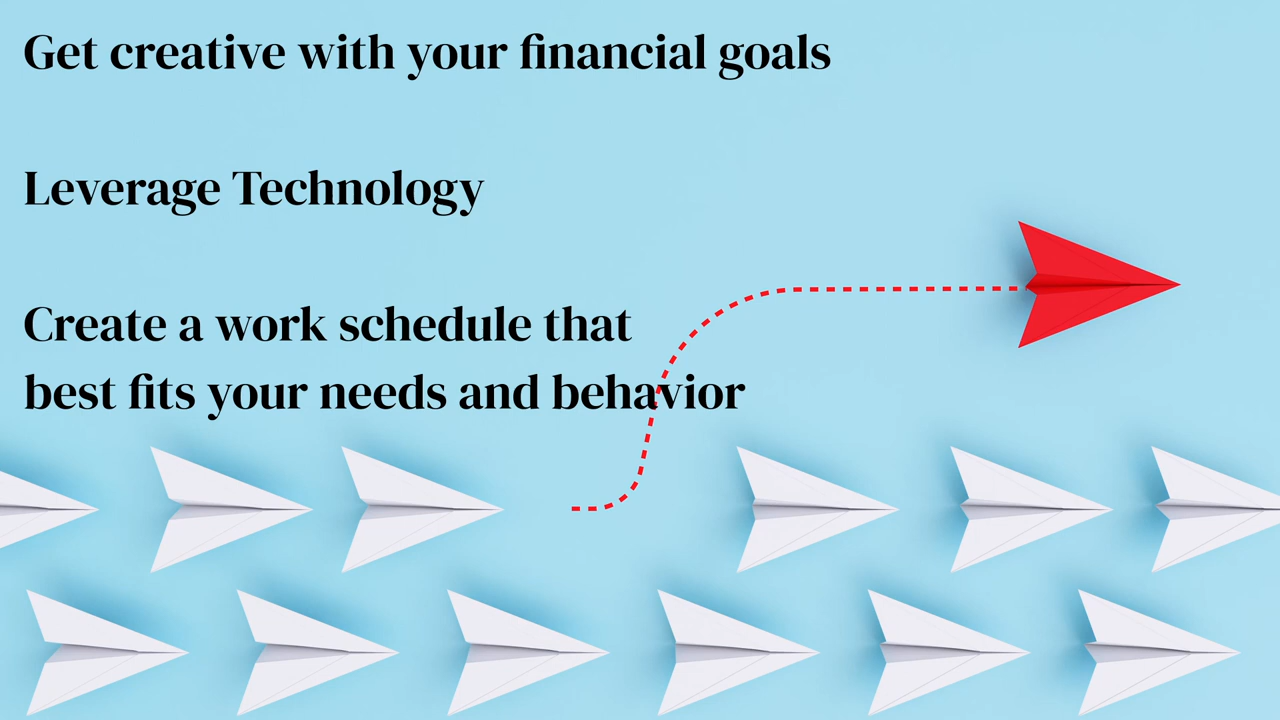 Get creative with your financial goals
Leverage Technology
Create a work schedule that
best fits your needs and behavior